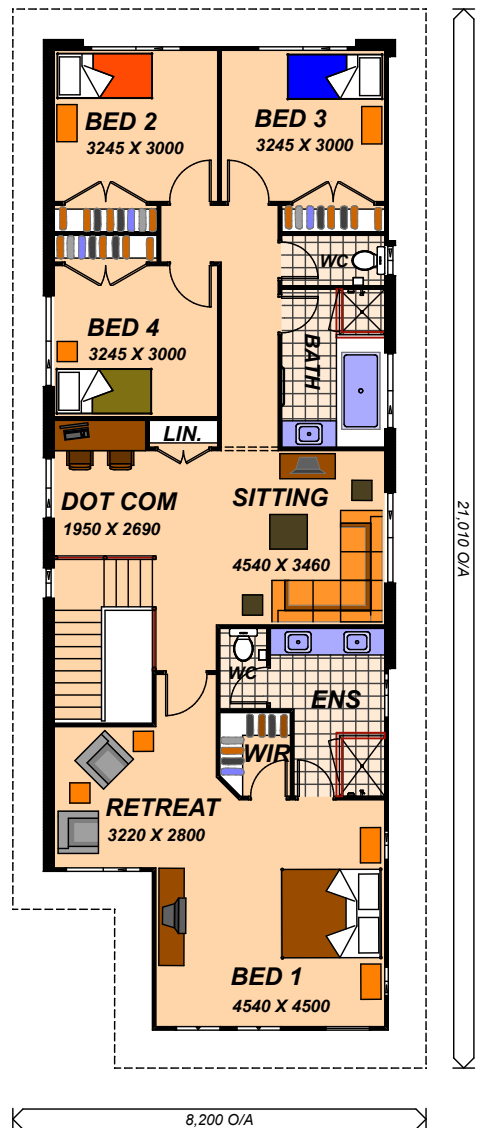 BED 2
3245 X 3000
BED 3
3245 X 3000
WC
BED 4
3245 X 3000
BATH
LIN.
DOT COM
1950 X 2690
SITTING
4540 X 3460
21,010 O/A
WC
ENS
WIR
RETREAT
3220 X 2800
BED 1
4540 X 4500
8,200 O/A